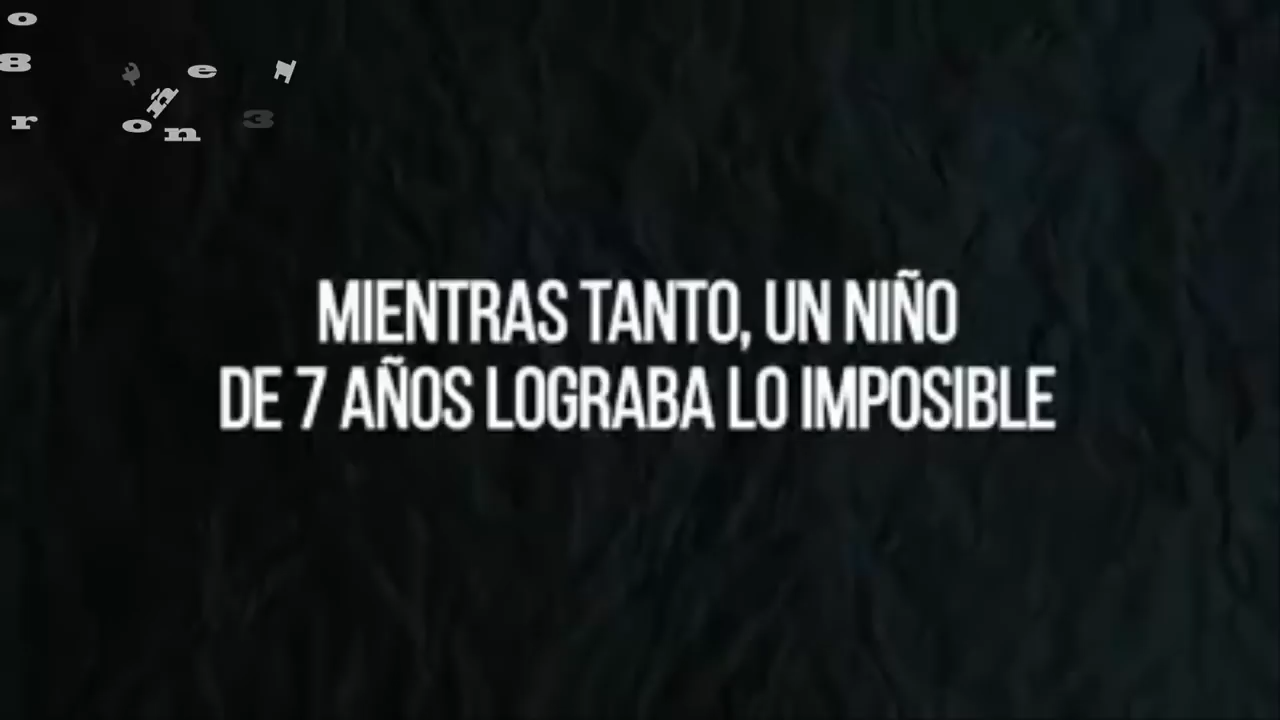 MIENTRAS TANTO, UN NIÑO
DE 7 AÑOS LOGRABA LO IMPOSIBLE